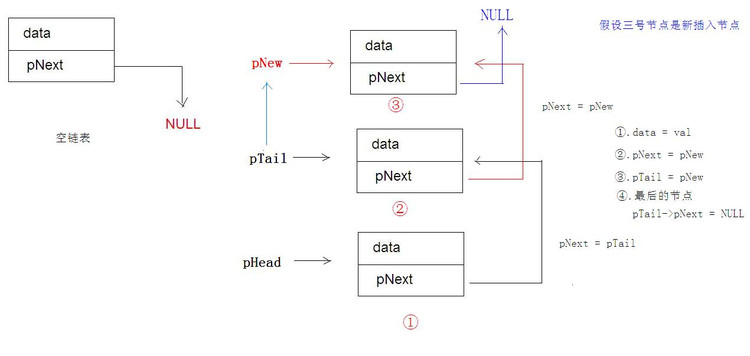 data
pNext
NULL
空链表
NULL
假设三号节点是新插入节点
pNew
data
pNext
③
pNext = pNew
①.data = val
②.pNext = pNew
③.pTail = pNew
④.最后的节点
pTail->pNext = NULL
pTail
data
pNext
②
pNext = pTail
pHead
data
pNext
①